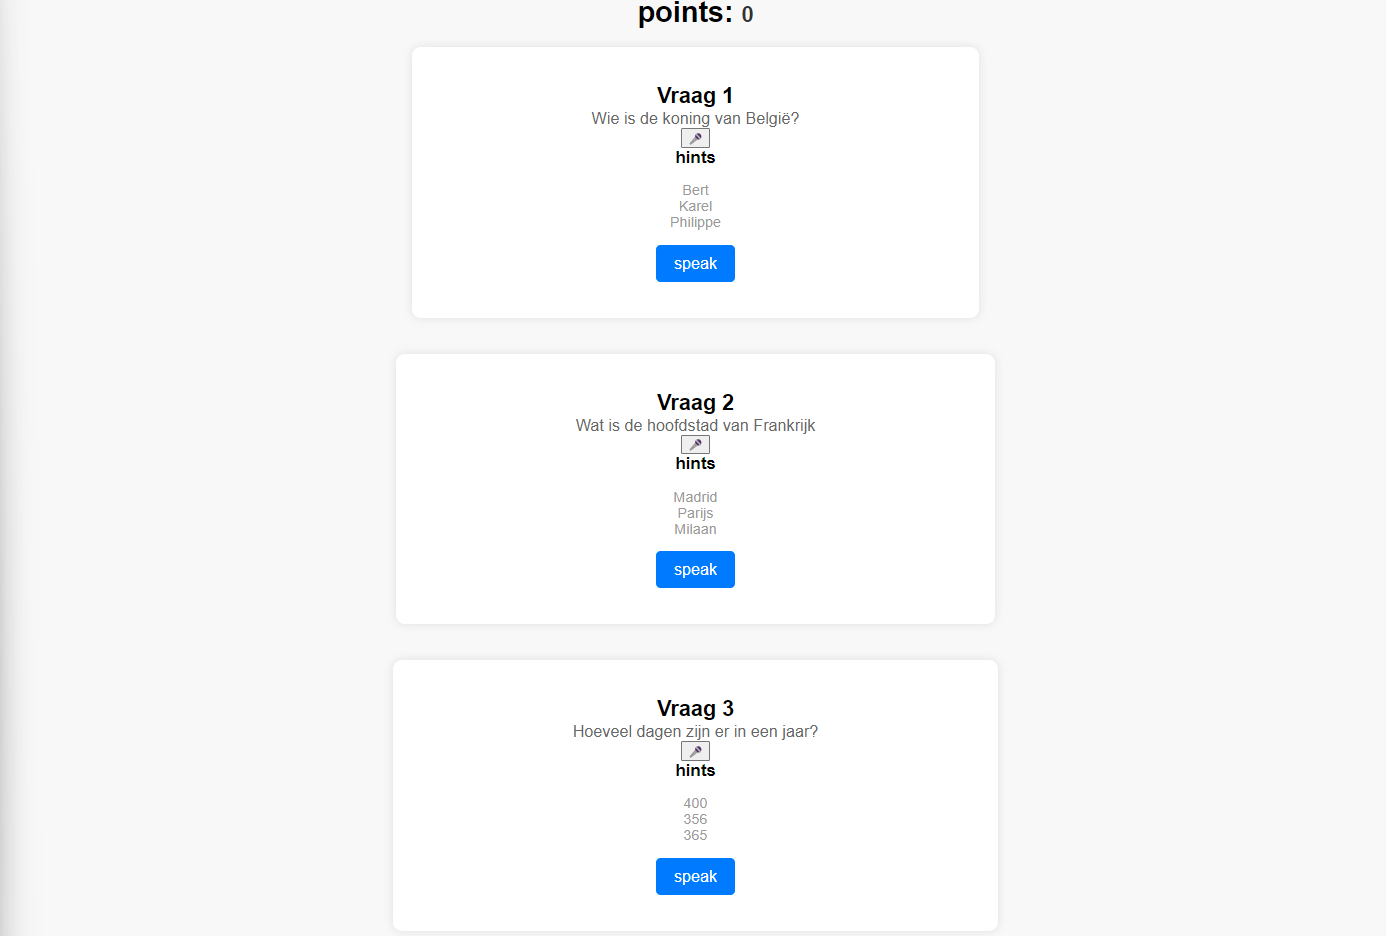 points: 0
Vraag 1
Wie is de koning van België?
hints
Bert
Karel
Philippe
speak
Vraag 2
Wat is de hoofdstad van Frankrijk
hints
Madrid
Parijs
Milaan
speak
Vraag 3
Hoeveel dagen zijn er in een jaar?
hints
400
356
365
speak